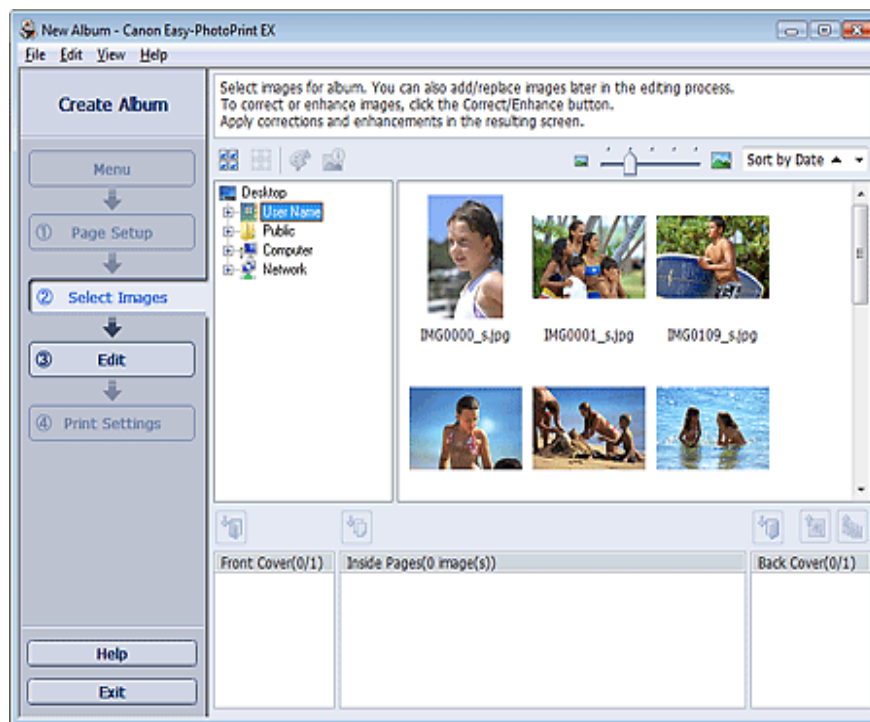 New Album - Canon Easy-PhotoPrint EX
File Edit View Help
Create Album
Menu
① Page Setup
② Select Images
③ Edit
④ Print Settings
Help
Exit
Select images for album. You can also add/replace images later in the editing process.
To correct or enhance images, click the Correct/Enhance button.
Apply corrections and enhancements in the resulting screen.
Sort by Date
Desktop
User Name
Public
Computer
Network
IMG0000_s.jpg IMG0001_s.jpg IMG0109_s.jpg
Front Cover(0/1) Inside Pages(0 image(s)) Back Cover(0/1)